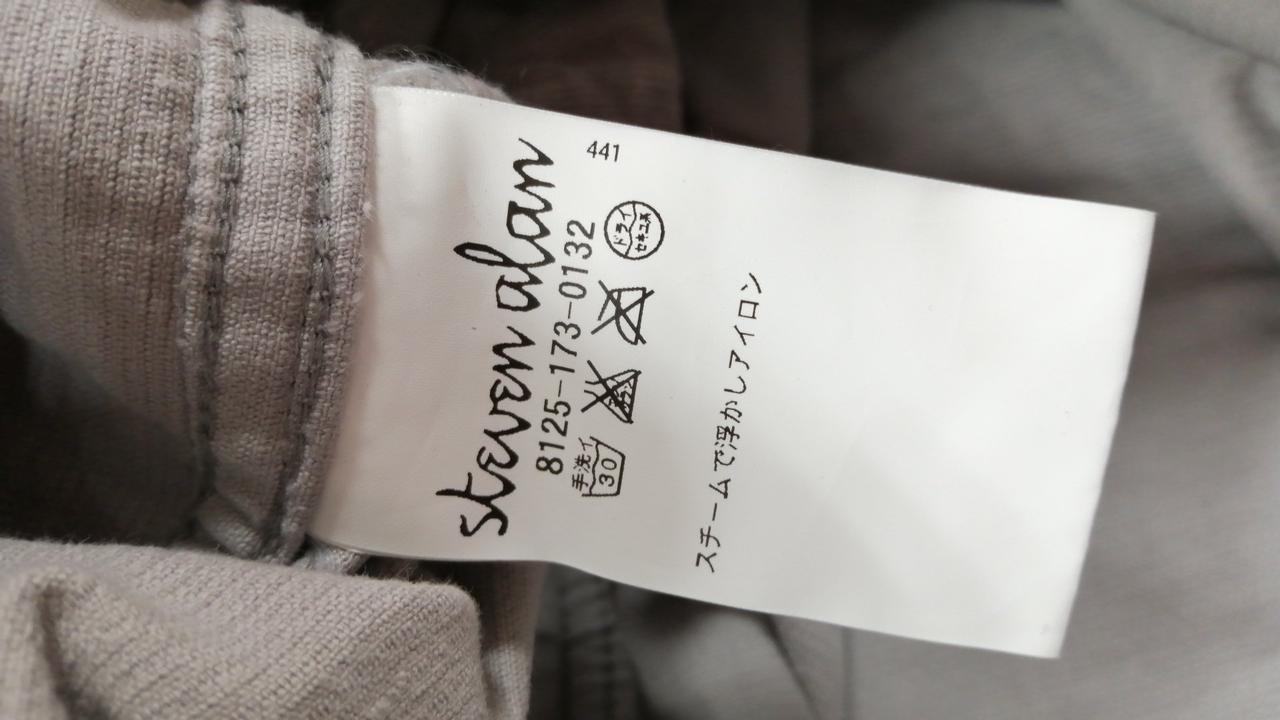 441
steven alan
8125-173-0132
手洗イ
30
ドライ
セキユ系
スチームで浮かしアイロン